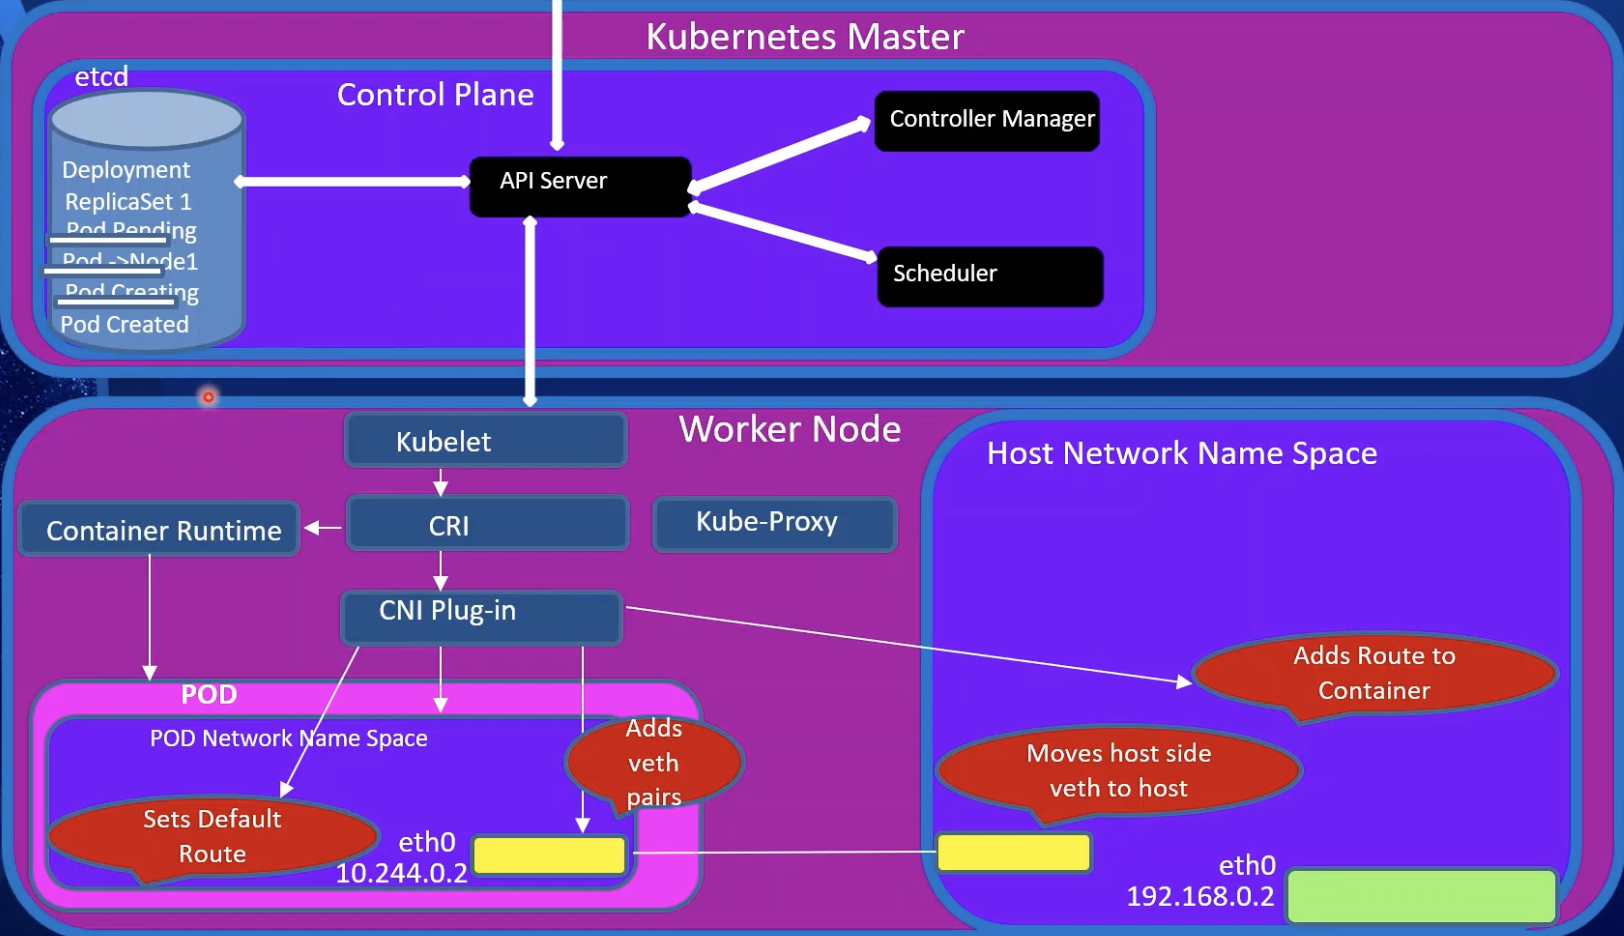 Kubernetes Master
etcd
Control Plane
Controller Manager
API Server
Scheduler
Deployment
ReplicaSet 1
Pod Pending
Pod ->Node1
Pod Creating
Pod Created
Worker Node
Kubelet
Container Runtime
CRI
Kube-Proxy
CNI Plug-in
POD
POD Network Name Space
Adds
veth
pairs
Sets Default
Route
eth0
10.244.0.2
Host Network Name Space
Adds Route to
Container
Moves host side
veth to host
eth0
192.168.0.2